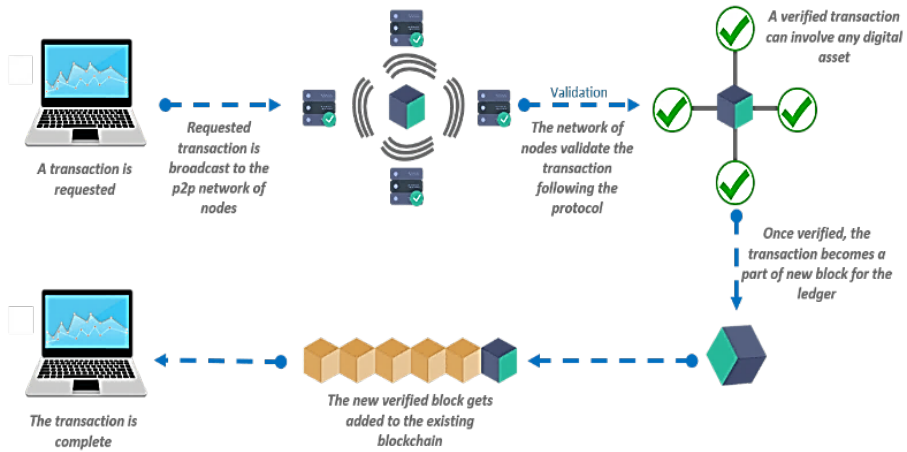 A transaction is
requested
Requested
transaction is
broadcast to the
p2p network of
nodes
Validation
The network of
nodes validate the
transaction
following the
protocol
A verified transaction
can involve any digital
asset
Once verified, the
transaction becomes a
part of new block for the
ledger
The new verified block gets
added to the existing
blockchain
The transaction is
complete